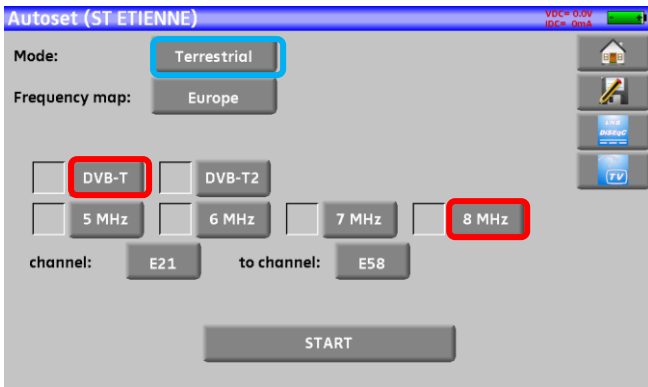 Autoset (ST ETIENNE)
VDC= 0.0V
IDC= 0mA
Mode:
Terrestrial
Frequency map:
Europe
LNB
DiSEqC
TV
DVB-T
DVB-T2
5 MHz
6 MHz
7 MHz
8 MHz
channel:
E21
to channel:
E58
START